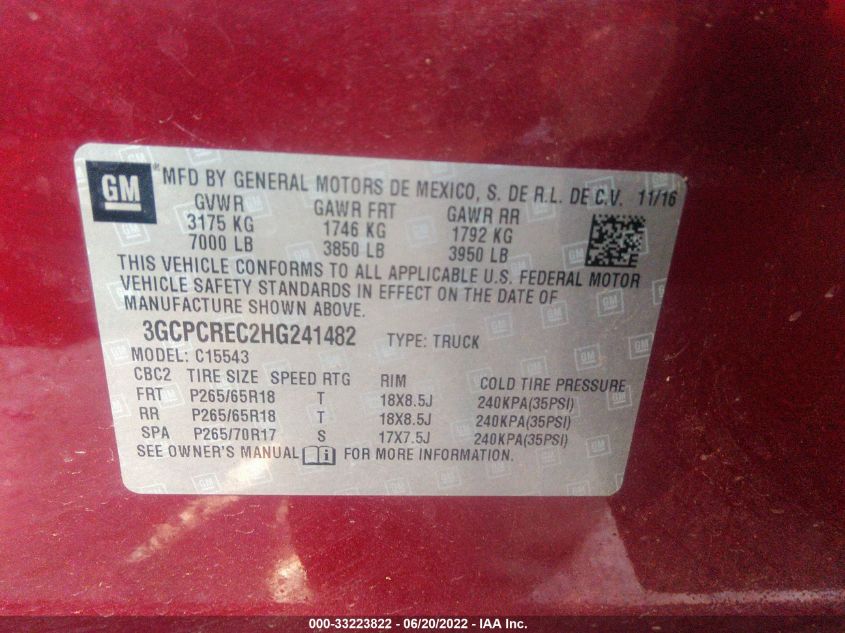 GM
MFD BY GENERAL MOTORS DE MEXICO, S. DE R.L. DE C.V. 11/16
GVWR GAWR FRT GAWR RR
3175 KG 1746 KG 1792 KG
7000 LB 3850 LB 3950 LB
E
THIS VEHICLE CONFORMS TO ALL APPLICABLE U.S. FEDERAL MOTOR
VEHICLE SAFETY STANDARDS IN EFFECT ON THE DATE OF
MANUFACTURE SHOWN ABOVE.
3GCPCREC2HG241482 TYPE: TRUCK
MODEL: C15543
CBC2 TIRE SIZE SPEED RTG RIM COLD TIRE PRESSURE
FRT P265/65R18 T 18X8.5J 240KPA(35PSI)
RR P265/65R18 T 18X8.5J 240KPA(35PSI)
SPA P265/70R17 S 17X7.5J 240KPA(35PSI)
SEE OWNER'S MANUAL FOR MORE INFORMATION.
000-33223822 - 06/20/2022 - IAA Inc.